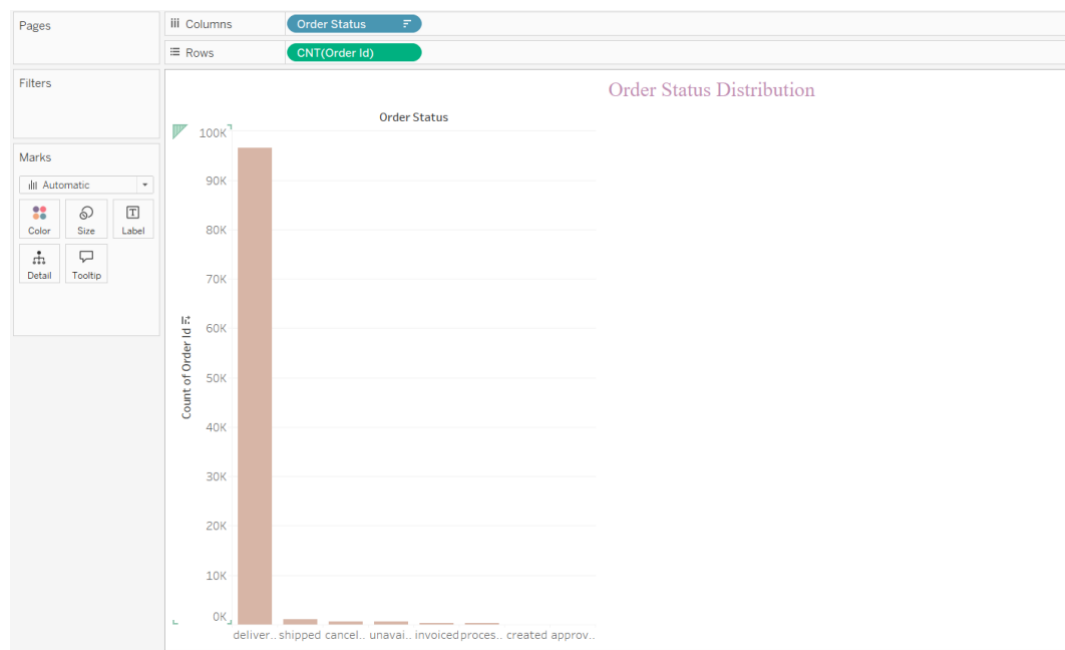 Pages
Columns
Order Status
Rows
CNT(Order Id)
Filters
Marks
Automatic
Color
Size
Label
Detail
Tooltip
Order Status Distribution
Order Status
Count of Order Id
100K
90K
80K
70K
60K
50K
40K
30K
20K
10K
0K
deliver.. shipped cancel.. unavai.. invoiced proces.. created approv..